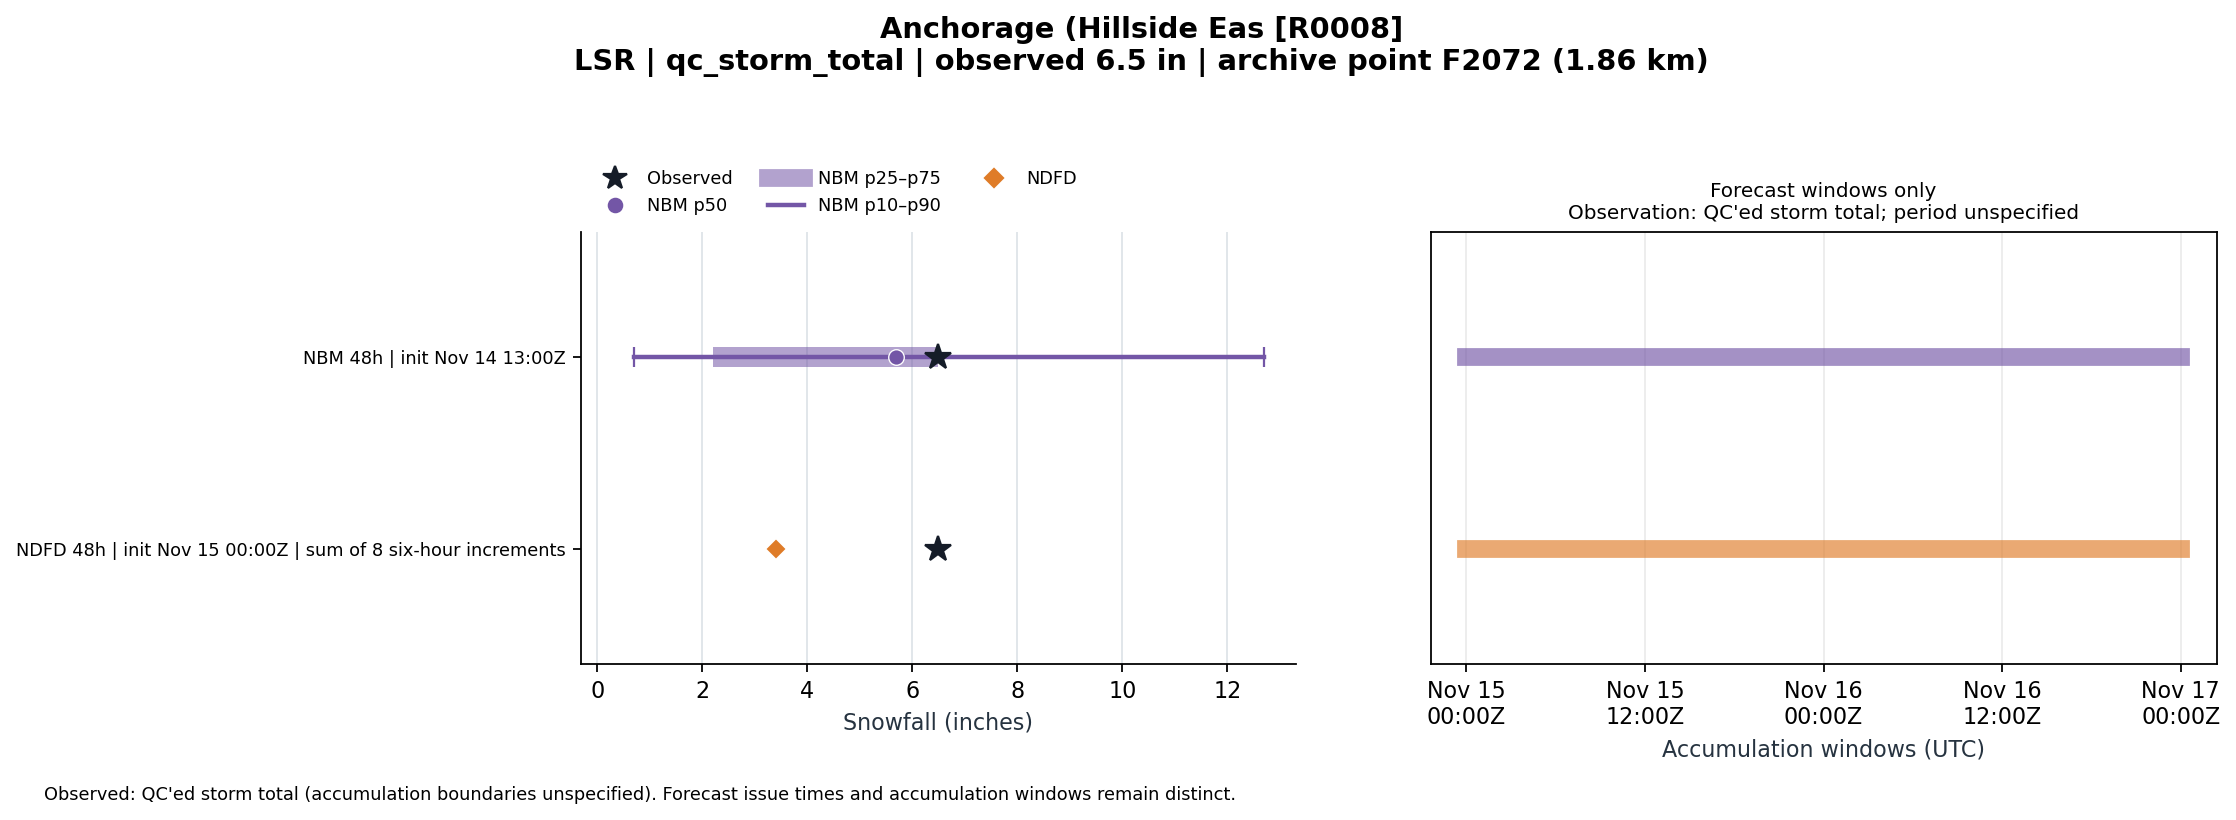 Anchorage (Hillside Eas [R0008]
LSR | qc_storm_total | observed 6.5 in | archive point F2072 (1.86 km)
Observed
NBM p50
NBM p25–p75
NBM p10–p90
NDFD
NBM 48h | init Nov 14 13:00Z
NDFD 48h | init Nov 15 00:00Z | sum of 8 six-hour increments
0 2 4 6 8 10 12
Snowfall (inches)
Forecast windows only
Observation: QC'ed storm total; period unspecified
Nov 15 Nov 15 Nov 16 Nov 16 Nov 17
00:00Z 12:00Z 00:00Z 12:00Z 00:00Z
Accumulation windows (UTC)
Observed: QC'ed storm total (accumulation boundaries unspecified). Forecast issue times and accumulation windows remain distinct.